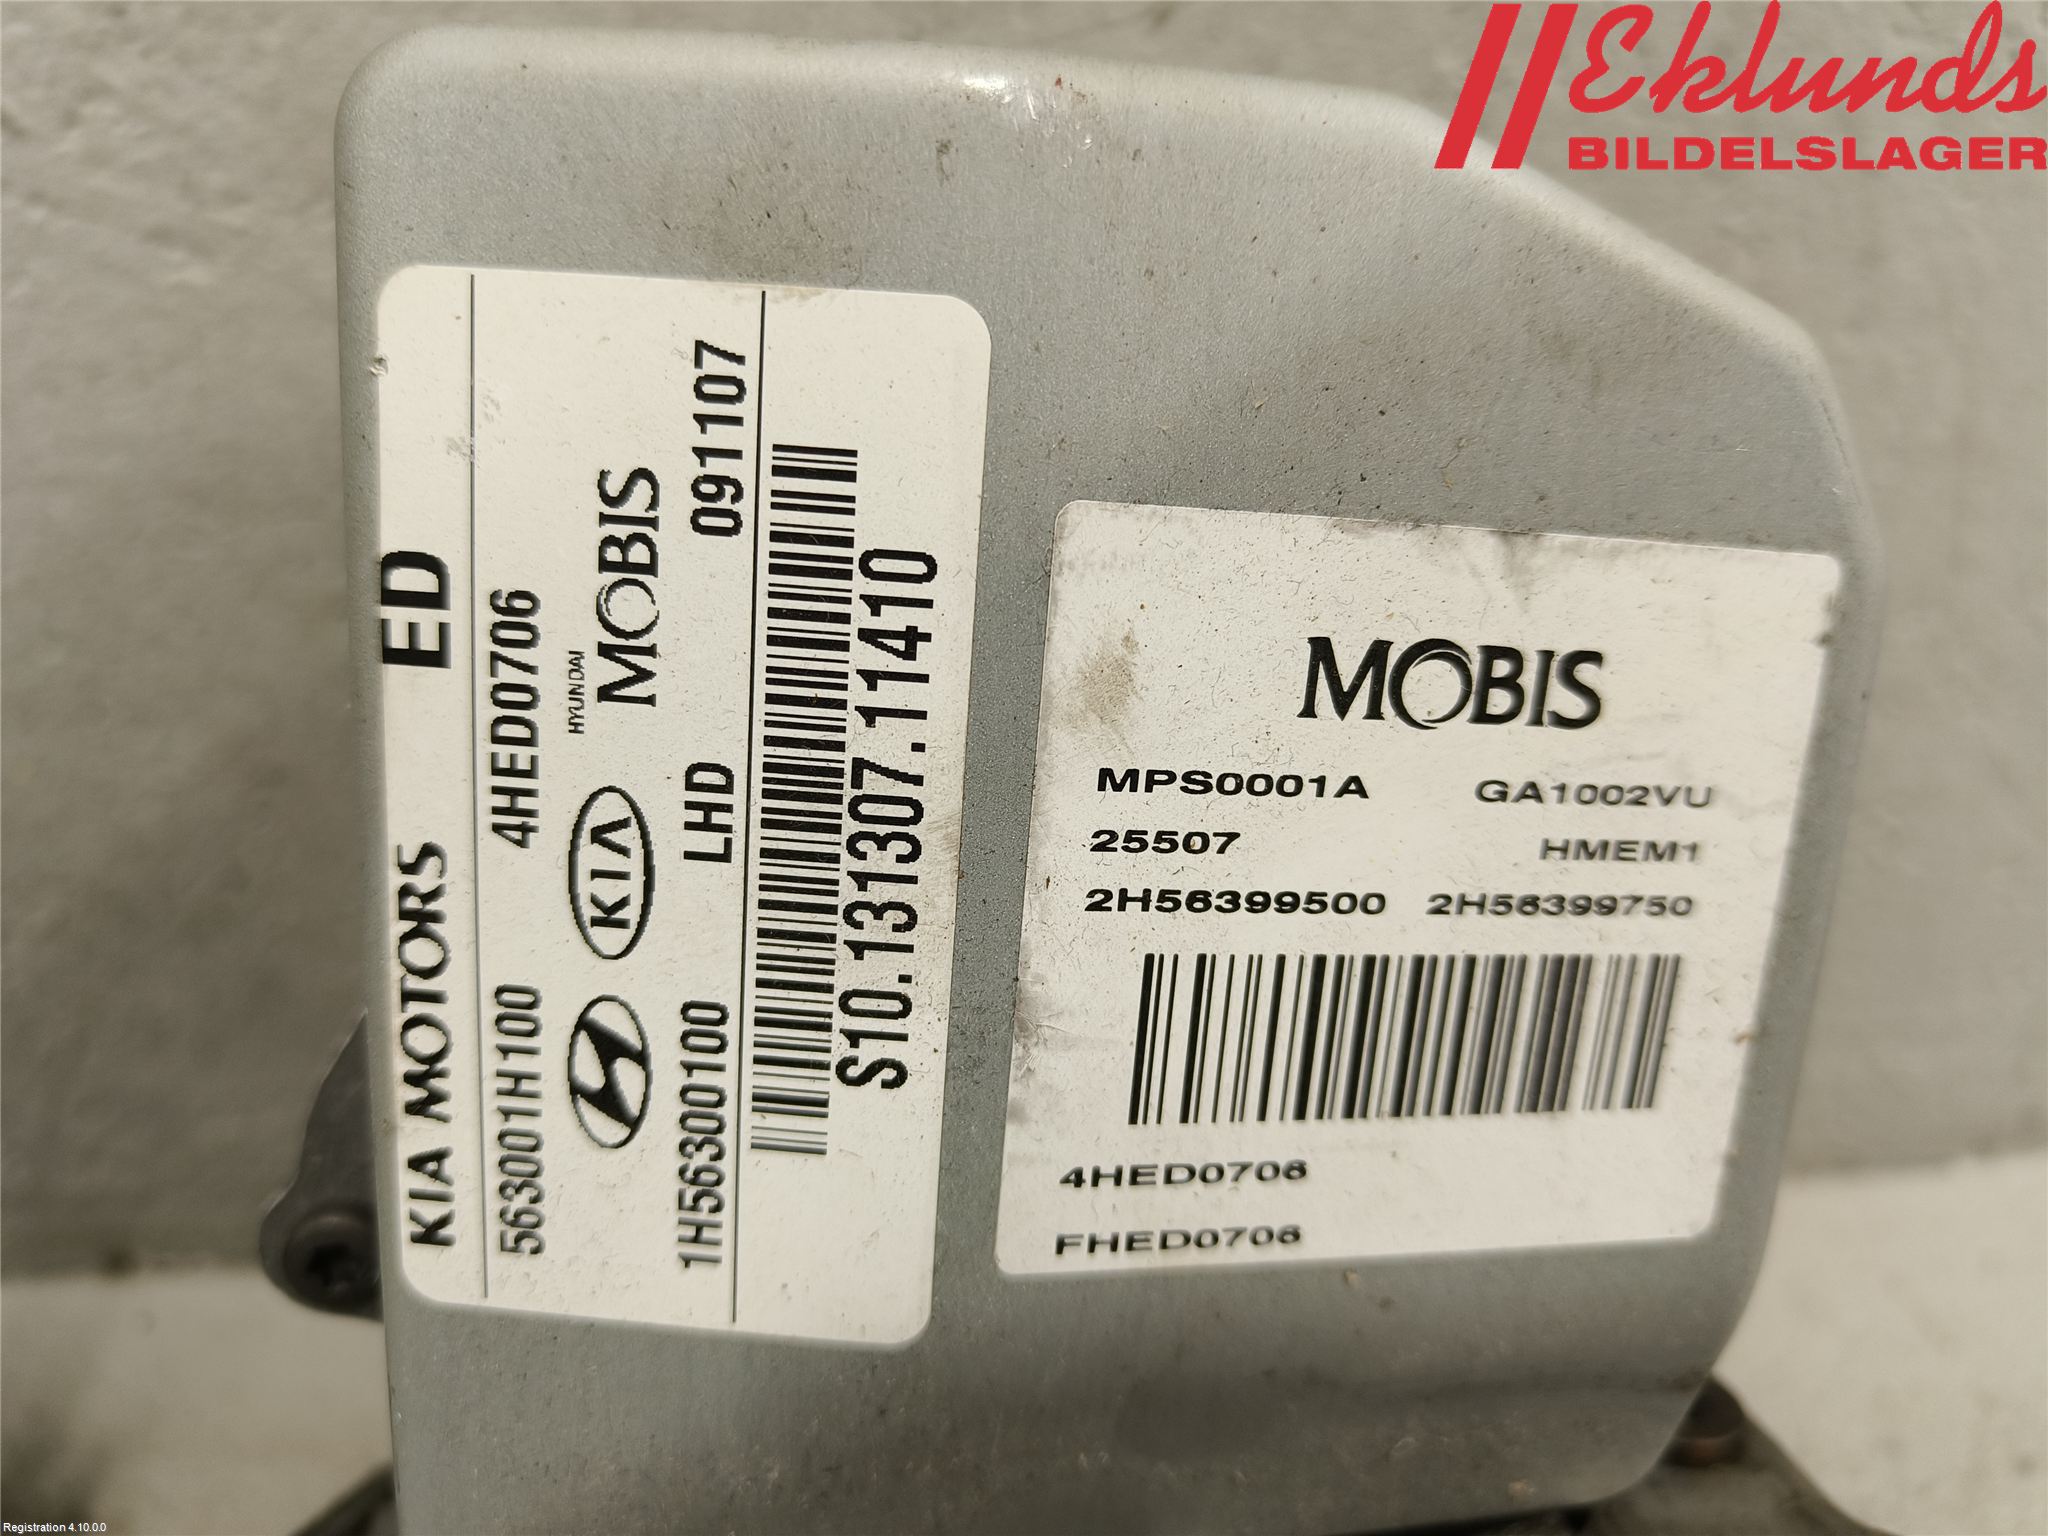 Eklunds
BILDELSLAGER
KIA MOTORS ED
563001H100 4HED0706
KIA HYUNDAI MOBIS
1H56300100 LHD 091107
S10.131307.11410
MOBIS
MPS0001A GA1002VU
25507 HMEM1
2H56399500 2H56399750
4HED0706
FHED0706
Registration 4.10.0.0